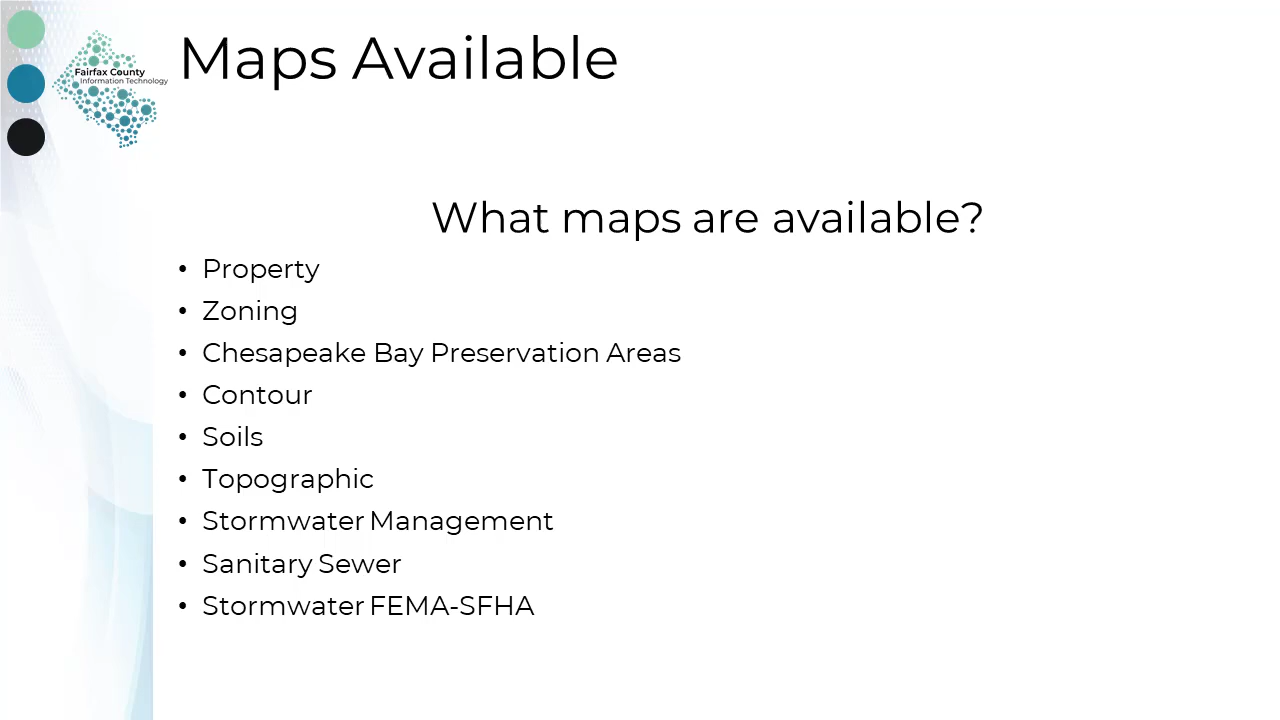 Fairfax County
Information Technology
Maps Available
What maps are available?
• Property
• Zoning
• Chesapeake Bay Preservation Areas
• Contour
• Soils
• Topographic
• Stormwater Management
• Sanitary Sewer
• Stormwater FEMA-SFHA